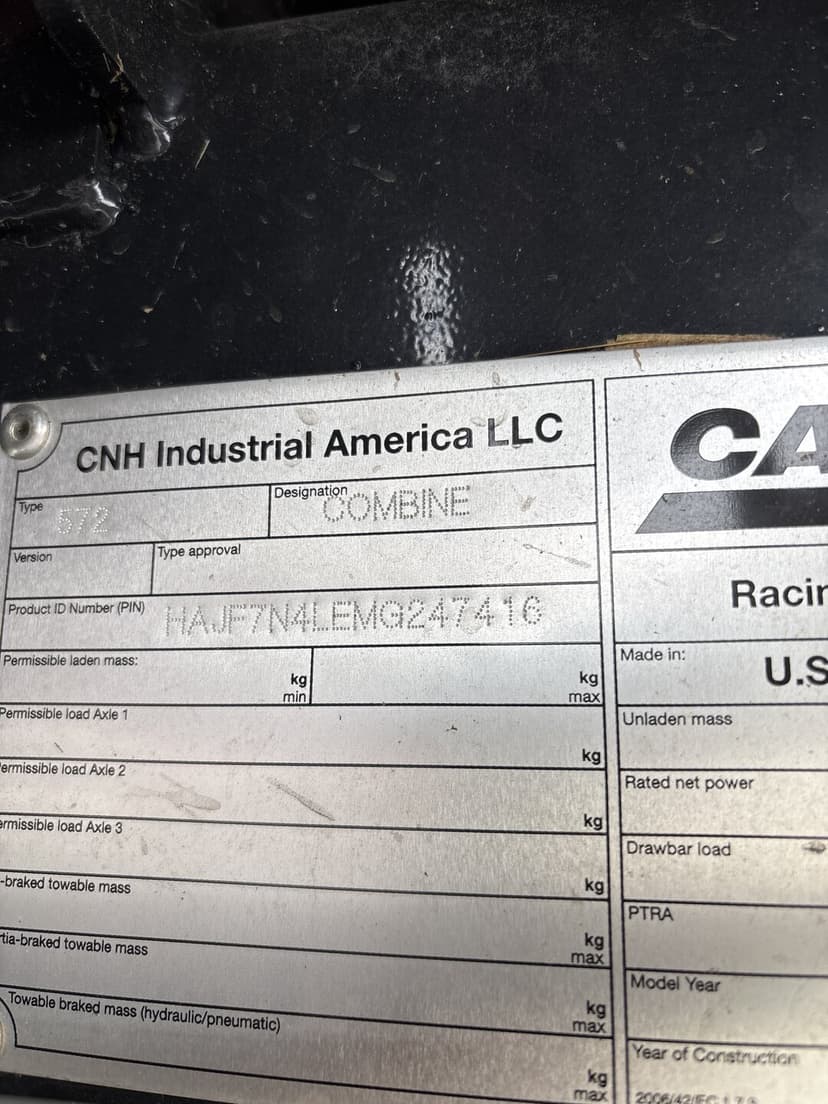 CNH Industrial America LLC
Type
572
Designation
COMBINE
Version
Type approval
Product ID Number (PIN)
HAJF7N4LEMG247416
Permissible laden mass:
kg
min
kg
max
Permissible load Axle 1
kg
ermissible load Axle 2
kg
ermissible load Axle 3
kg
-braked towable mass
kg
max
rtia-braked towable mass
kg
max
Towable braked mass (hydraulic/pneumatic)
kg
max
CA
Racin
Made in:
U.S
Unladen mass
Rated net power
Drawbar load
PTRA
Model Year
Year of Construction